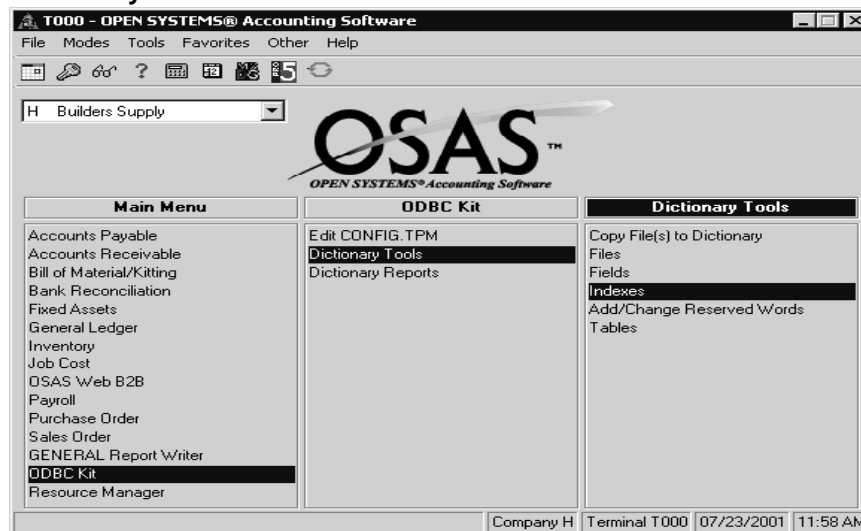 T000 - OPEN SYSTEMS® Accounting Software
File Modes Tools Favorites Other Help
H Builders Supply
OSAS™
OPEN SYSTEMS® Accounting Software
Main Menu
Accounts Payable
Accounts Receivable
Bill of Material/Kitting
Bank Reconciliation
Fixed Assets
General Ledger
Inventory
Job Cost
OSAS Web B2B
Payroll
Purchase Order
Sales Order
GENERAL Report Writer
ODBC Kit
Resource Manager
ODBC Kit
Edit CONFIG.TPM
Dictionary Tools
Dictionary Reports
Dictionary Tools
Copy File(s) to Dictionary
Files
Fields
Indexes
Add/Change Reserved Words
Tables
Company H Terminal T000 07/23/2001 11:58 AM